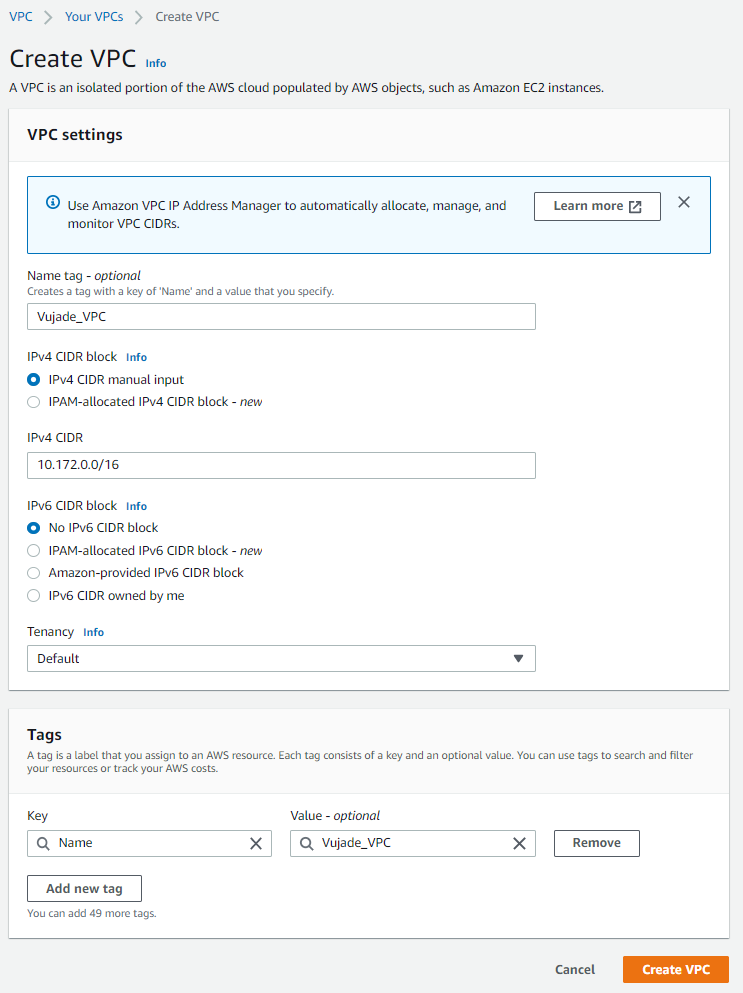 VPC > Your VPCs > Create VPC
Create VPC Info
A VPC is an isolated portion of the AWS cloud populated by AWS objects, such as Amazon EC2 instances.
VPC settings
Use Amazon VPC IP Address Manager to automatically allocate, manage, and
monitor VPC CIDRs.
Learn more
Name tag - optional
Creates a tag with a key of 'Name' and a value that you specify.
Vujade_VPC
IPv4 CIDR block Info
IPv4 CIDR manual input
IPAM-allocated IPv4 CIDR block - new
IPv4 CIDR
10.172.0.0/16
IPv6 CIDR block Info
No IPv6 CIDR block
IPAM-allocated IPv6 CIDR block - new
Amazon-provided IPv6 CIDR block
IPv6 CIDR owned by me
Tenancy Info
Default
Tags
A tag is a label that you assign to an AWS resource. Each tag consists of a key and an optional value. You can use tags to search and filter
your resources or track your AWS costs.
Key Value - optional
Name Vujade_VPC Remove
Add new tag
You can add 49 more tags.
Cancel Create VPC